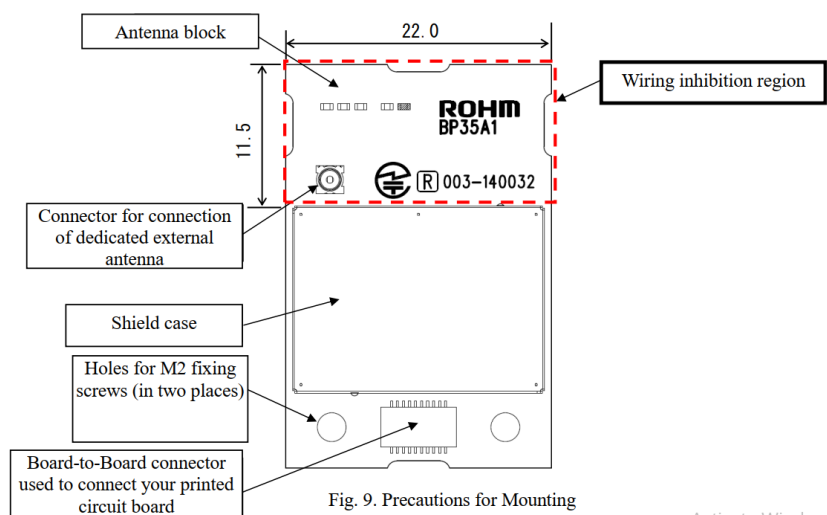 Antenna block
22.0
Wiring inhibition region
ROHM
BP35A1
11.5
R 003-140032
Connector for connection
of dedicated external
antenna
Shield case
Holes for M2 fixing
screws (in two places)
Board-to-Board connector
used to connect your printed
circuit board
Fig. 9. Precautions for Mounting